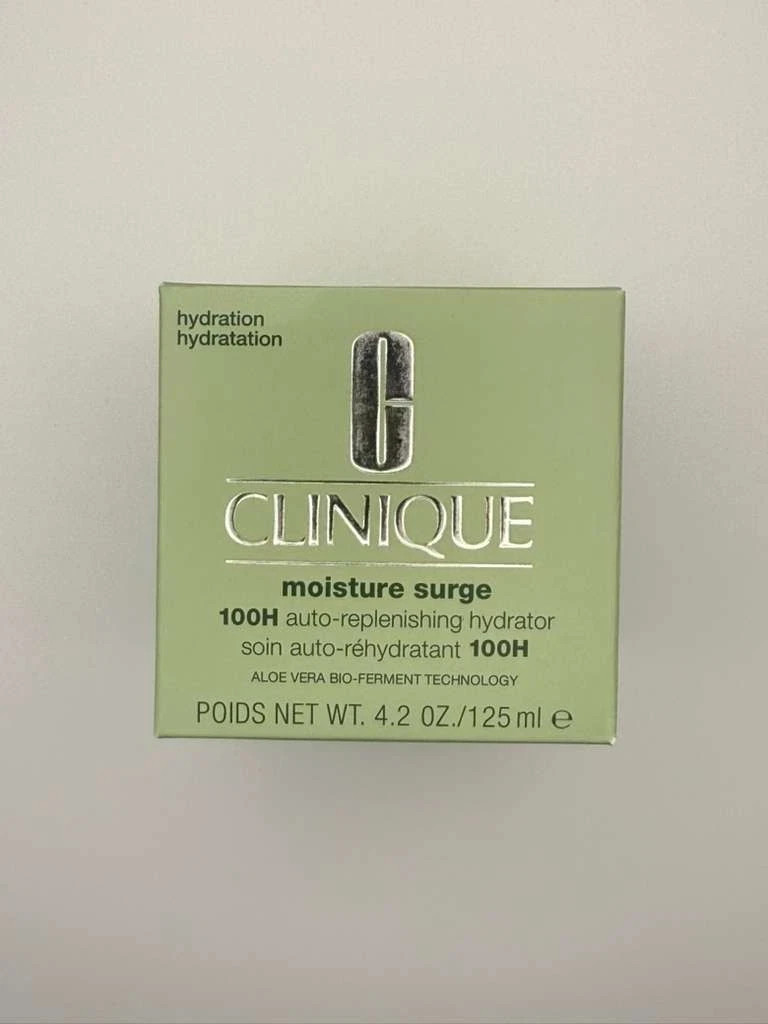 hydration
hydratation
C
CLINIQUE
moisture surge
100H auto-replenishing hydrator
soin auto-réhydratant 100H
ALOE VERA BIO-FERMENT TECHNOLOGY
POIDS NET WT. 4.2 OZ./125 ml ℮